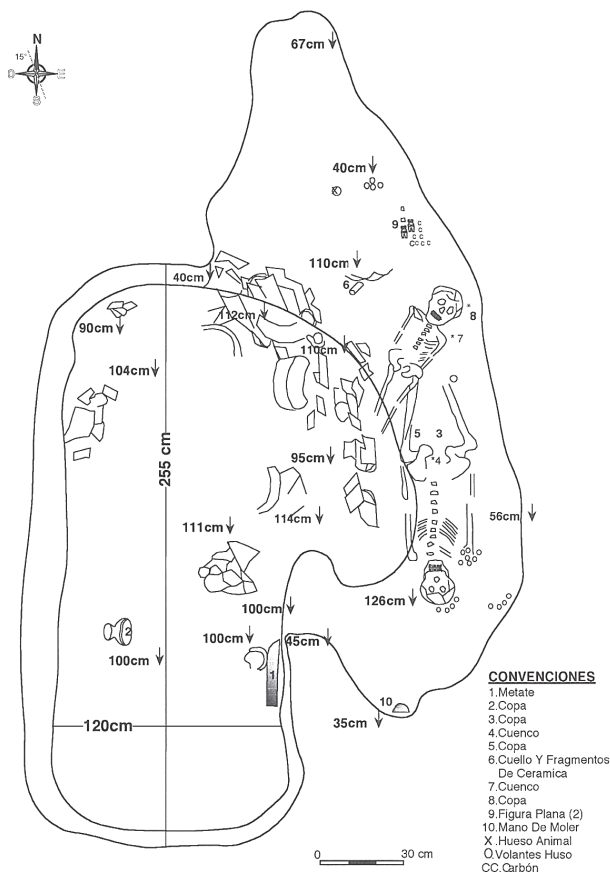 N
15°
O E
S
67cm
40cm
X
9
C C
C C
C C C C
110cm
6
40cm
112cm
110cm
* 8
* 7
90cm
104cm
255 cm
5 3
*4
95cm
114cm
56cm
111cm
100cm
126cm
2
100cm
100cm
45cm
1
10
35cm
120cm
0 30 cm
CONVENCIONES
1.Metate
2.Copa
3.Copa
4.Cuenco
5.Copa
6.Cuello Y Fragmentos
De Ceramica
7.Cuenco
8.Copa
9.Figura Plana (2)
10.Mano De Moler
X .Hueso Animal
O.Volantes Huso
CC.Carbón